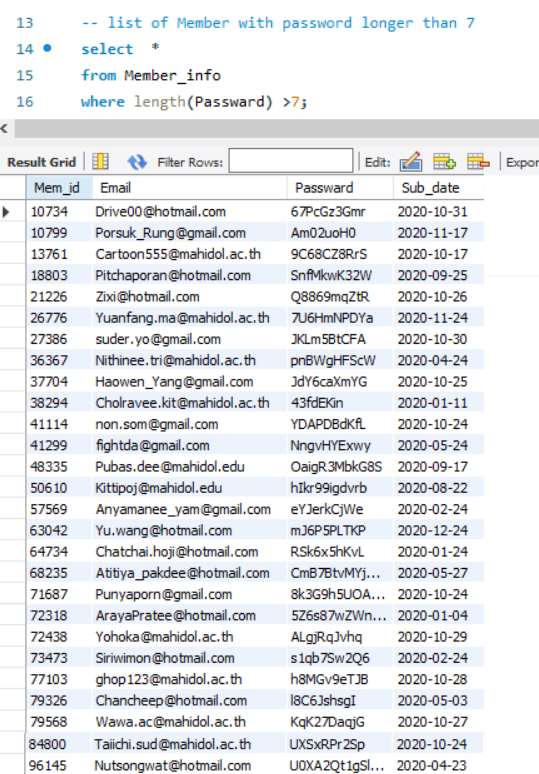 13 -- list of Member with password longer than 7
14 select *
15 from Member_info
16 where length(Passward) >7;
Result Grid Filter Rows: Edit: Expor
Mem_id Email Passward Sub_date
10734 Drive00@hotmail.com 67PcGz3Gmr 2020-10-31
10799 Porsuk_Rung@gmail.com Am02uoH0 2020-11-17
13761 Cartoon555@mahidol.ac.th 9C68CZ8RrS 2020-10-17
18803 Pitchaporan@hotmail.com SnfMkwK32W 2020-09-25
21226 Zixi@hotmail.com Q8869mqZtR 2020-10-26
26776 Yuanfang.ma@mahidol.ac.th 7U6HmNPDYa 2020-11-24
27386 suder.yo@gmail.com JKLm5BtCFA 2020-10-30
36367 Nithinee.tri@mahidol.ac.th pnBWgHFScW 2020-04-24
37704 Haowen_Yang@gmail.com JdY6caXmYG 2020-10-25
38294 Cholravee.kit@mahidol.ac.th 43fdEKin 2020-01-11
41114 non.som@gmail.com YDAPDBdKfL 2020-10-24
41299 fightda@gmail.com NngvHYExwy 2020-05-24
48335 Pubas.dee@mahidol.edu OaigR3MbkG8S 2020-09-17
50610 Kittipoj@mahidol.edu hIkr99igdvrb 2020-08-22
57569 Anyamanee_yam@gmail.com eYJerkCjWe 2020-02-24
63042 Yu.wang@hotmail.com mJ6P5PLTKP 2020-12-24
64734 Chatchai.hoji@hotmail.com RSk6x5hKvL 2020-01-24
68235 Atitiya_pakdee@hotmail.com CmB7BtvMYj... 2020-05-27
71687 Punyaporn@gmail.com 8k3G9h5UOA... 2020-10-24
72318 ArayaPratee@hotmail.com 5Z6s87wZWn... 2020-01-04
72438 Yohoka@mahidol.ac.th ALgjRqJvhq 2020-10-29
73473 Siriwimon@hotmail.com s1qb7Sw2Q6 2020-02-24
77103 ghop123@mahidol.ac.th h8MGv9eTJB 2020-10-28
79326 Chancheep@hotmail.com l8C6JshsgI 2020-05-03
79568 Wawa.ac@mahidol.ac.th KqK27DaqjG 2020-10-27
84800 Taiichi.sud@mahidol.ac.th UXSxRPr2Sp 2020-10-24
96145 Nutsongwat@hotmail.com U0XA2Qt1gSl... 2020-04-23